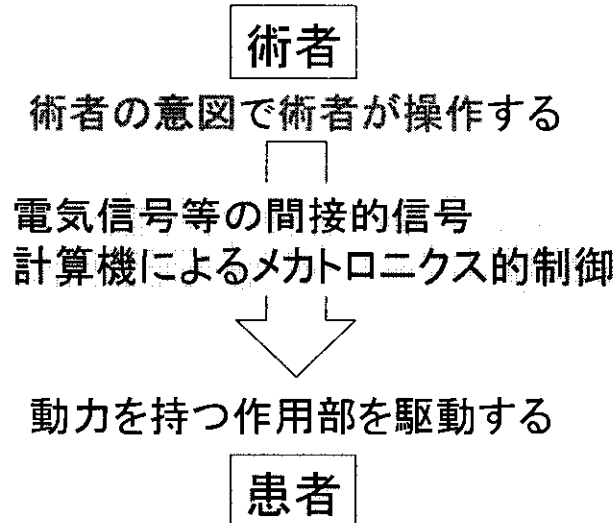 術者
術者の意図で術者が操作する
電気信号等の間接的信号
計算機によるメカトロニクス的制御
動力を持つ作用部を駆動する
患者